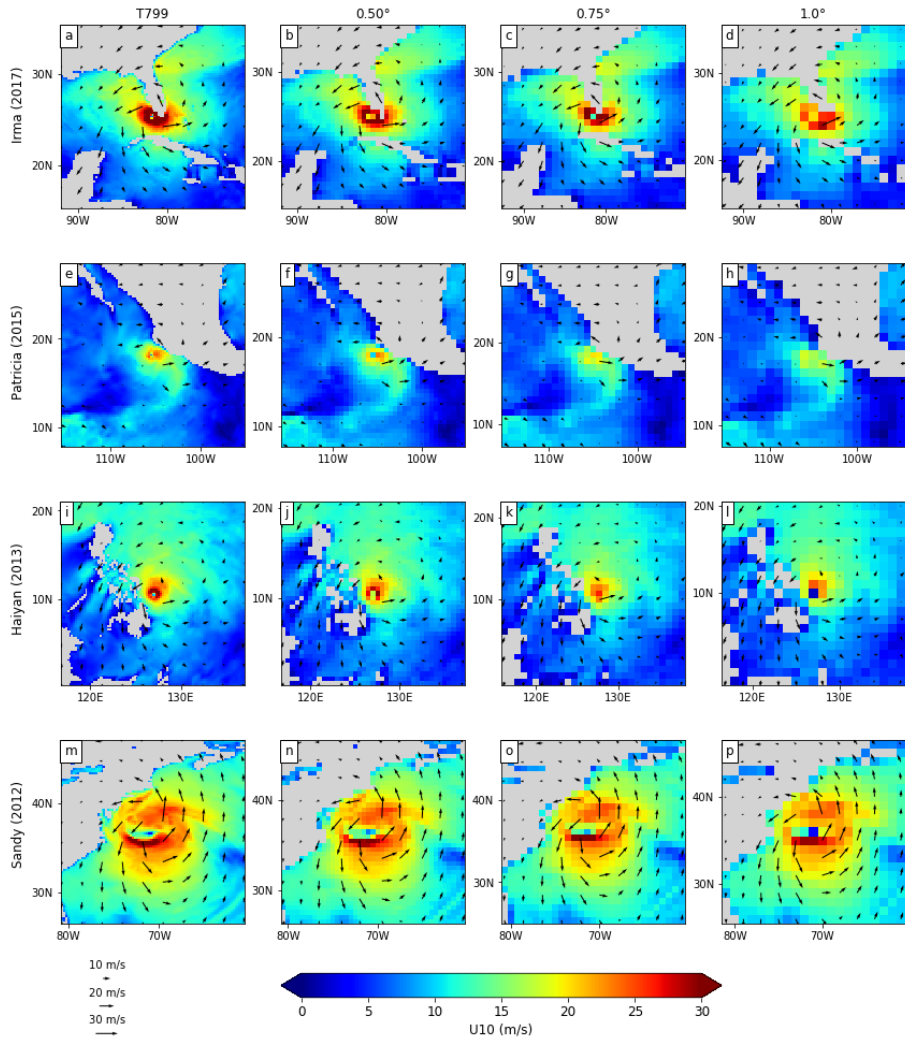 T799 0.50° 0.75° 1.0°
Irma (2017)
a b c d
30N 30N 30N 30N
20N 20N 20N 20N
90W 80W 90W 80W 90W 80W 90W 80W
Patricia (2015)
e f g h
20N 20N 20N 20N
10N 10N 10N 10N
110W 100W 110W 100W 110W 100W 110W 100W
Haiyan (2013)
i j k l
20N 20N 20N 20N
10N 10N 10N 10N
0 0 0 0
120E 130E 120E 130E 120E 130E 120E 130E
Sandy (2012)
m n o p
40N 40N 40N 40N
30N 30N 30N 30N
80W 70W 80W 70W 80W 70W 80W 70W
10 m/s
20 m/s
30 m/s
0 5 10 15 20 25 30
U10 (m/s)